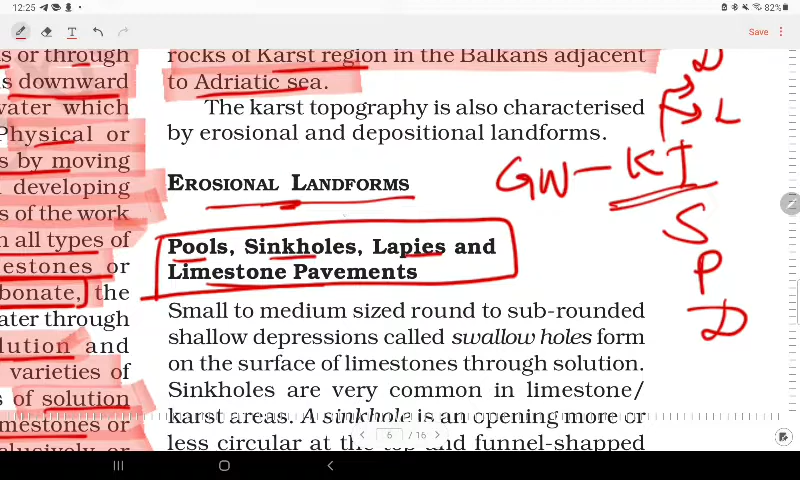 12:25
82%
T
Save
s or through
s downward
water which
Physical or
s by moving
developing
s of the work
all types of
estones or
bonate, the
ater through
lution and
varieties of
s of solution
mestones or
rocks of Karst region in the Balkans adjacent
to Adriatic sea.
The karst topography is also characterised
by erosional and depositional landforms.
EROSIONAL LANDFORMS
Pools, Sinkholes, Lapies and
Limestone Pavements
Small to medium sized round to sub-rounded
shallow depressions called swallow holes form
on the surface of limestones through solution.
Sinkholes are very common in limestone/
karst areas. A sinkhole is an opening more or
less circular at the top and funnel-shapped
6 /16
D
L
GW - KT
S
P
D